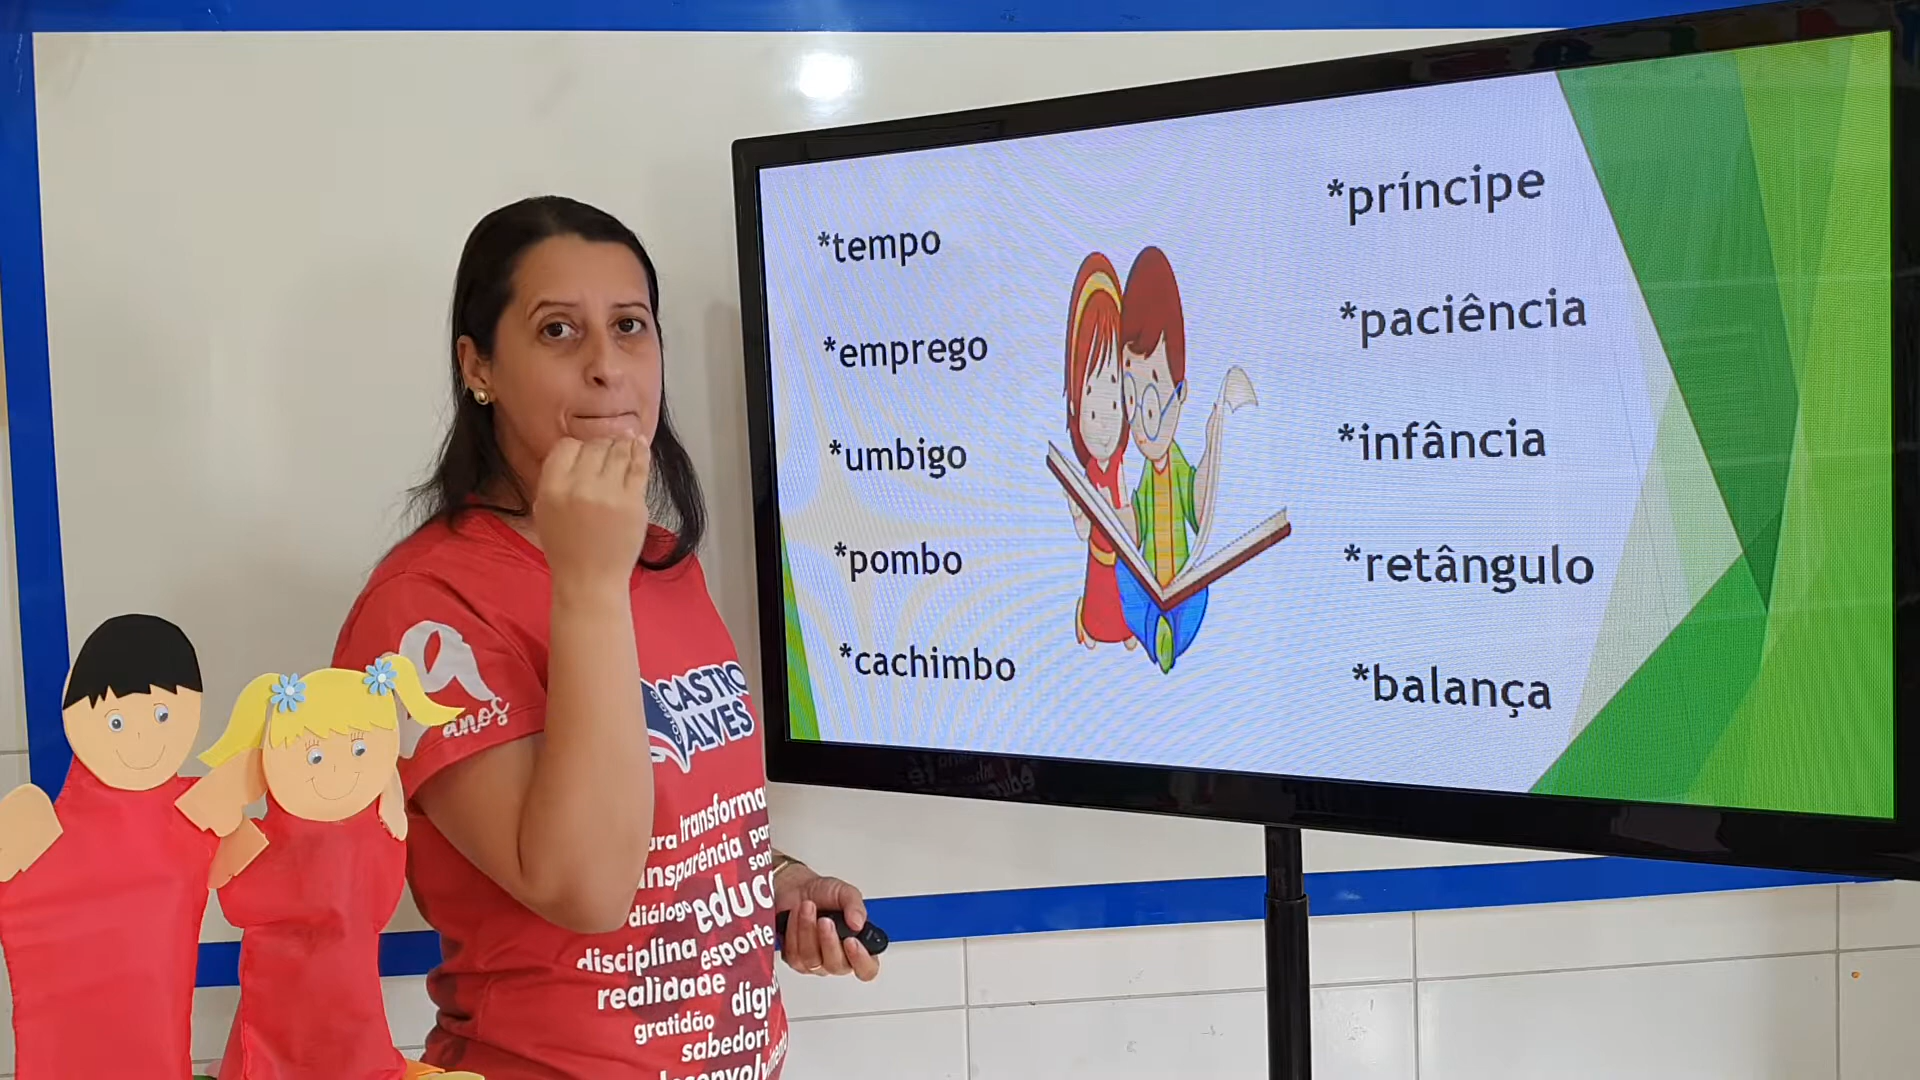 *tempo
*emprego
*umbigo
*pombo
*cachimbo
*príncipe
*paciência
*infância
*retângulo
*balança
anos
COLÉGIO
CASTRO
ALVES
transforma
diálogo
educ
disciplina
esporte
realidade
gratidão
sabedori